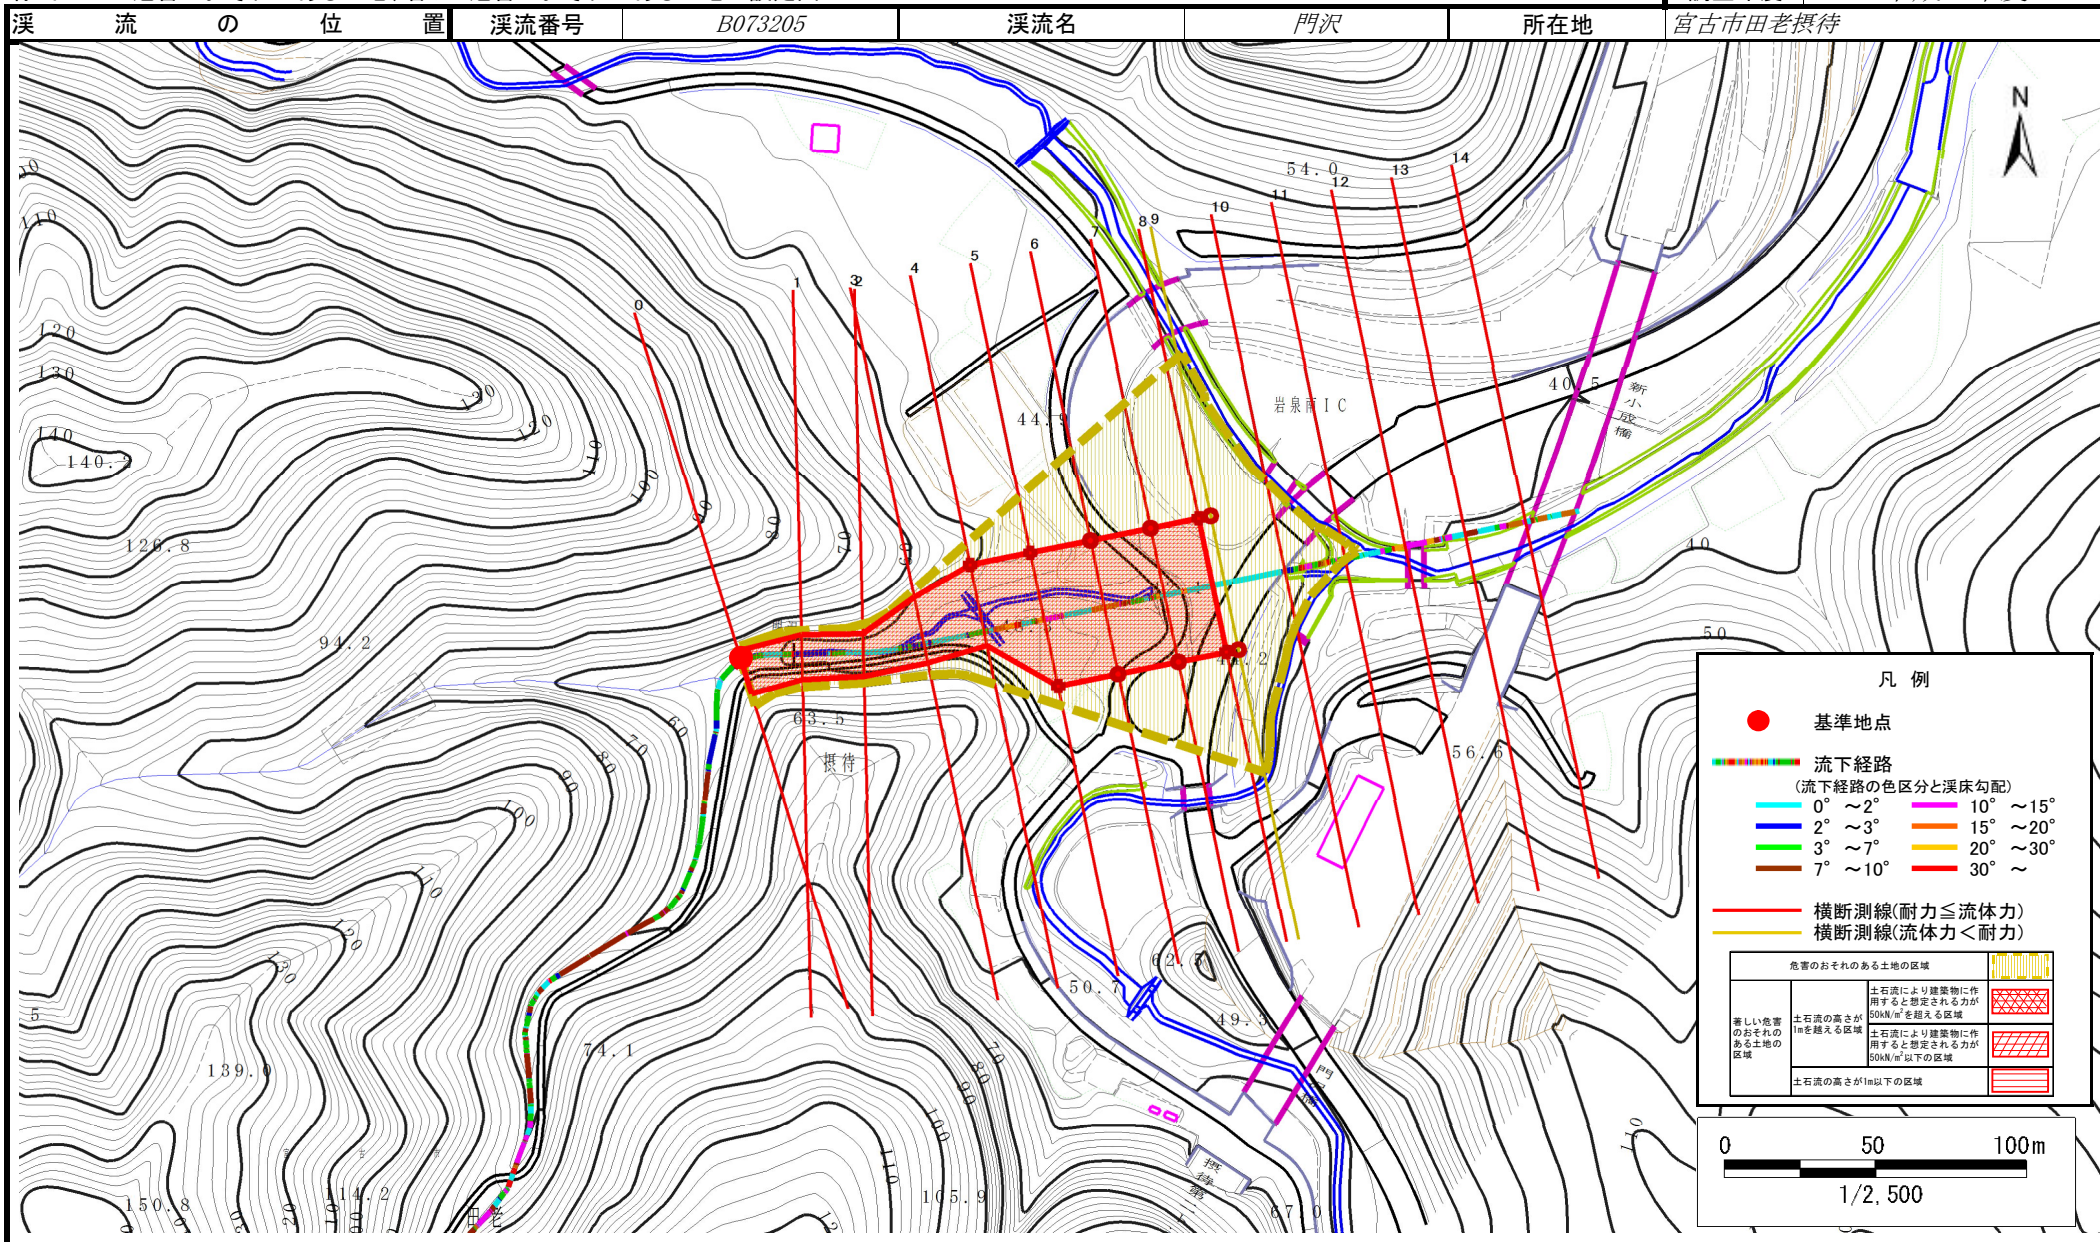 渓流の位置 渓流番号 B073205 渓流名 門沢 所在地 宮古市田老摂待
N
54.0
0 1 3 2 4 5 6 7 8 9 10 11 12 13 14
110
120
130
140
140.2
130
120
110
100
90
80
70
60
126.8
94.2
44.9
岩泉南IC
40.5
新小成橋
40
50
63.5
摂待
56.6
60
70
80
90
100
110
120
130
139.0
74.1
50.7
62.5
49.3
70
80
90
100
110
150.8
114.2
105.9
67.0
110
凡 例
基準地点
流下経路
(流下経路の色区分と渓床勾配)
0° ～2° 10° ～15°
2° ～3° 15° ～20°
3° ～7° 20° ～30°
7° ～10° 30° ～
横断測線(耐力≦流体力)
横断測線(流体力＜耐力)
危害のおそれのある土地の区域
著しい危害のおそれのある土地の区域
土石流の高さが1mを越える区域
土石流により建築物に作用すると想定される力が50kN/m²を超える区域
土石流により建築物に作用すると想定される力が50kN/m²以下の区域
土石流の高さが1m以下の区域
0 50 100m
1/2,500